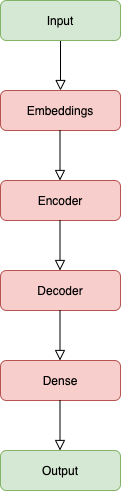 Input
Embeddings
Encoder
Decoder
Dense
Output